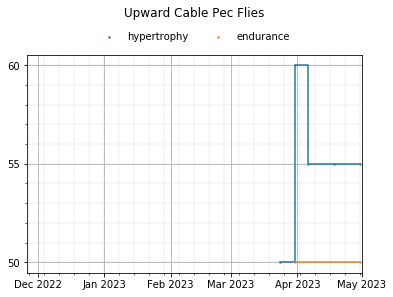 Upward Cable Pec Flies
hypertrophy endurance
60
55
50
Dec 2022 Jan 2023 Feb 2023 Mar 2023 Apr 2023 May 2023